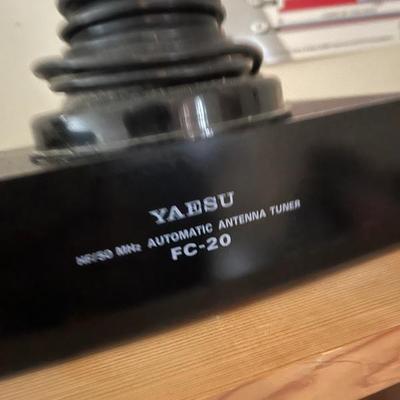 YAESU
HF/50 MHz AUTOMATIC ANTENNA TUNER
FC-20